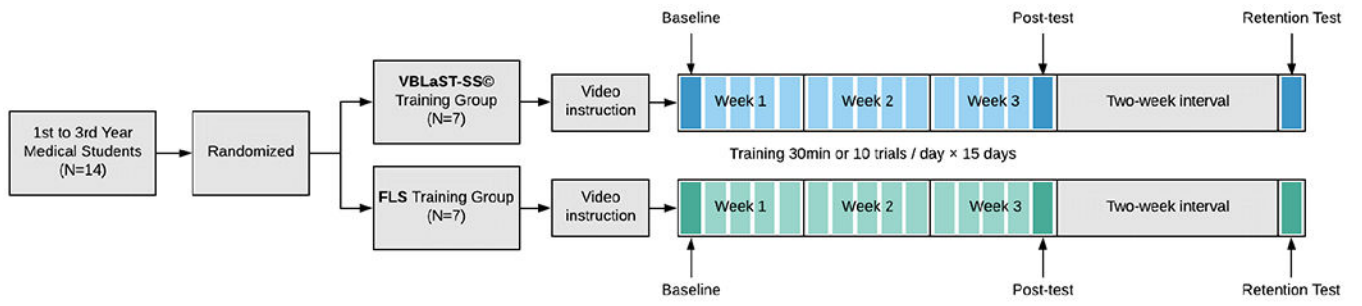 Baseline
Post-test
Retention Test
1st to 3rd Year
Medical Students
(N=14)
Randomized
VBLaST-SS©
Training Group
(N=7)
Video
instruction
Week 1
Week 2
Week 3
Two-week interval
Training 30min or 10 trials / day × 15 days
FLS Training Group
(N=7)
Video
instruction
Week 1
Week 2
Week 3
Two-week interval
Baseline
Post-test
Retention Test